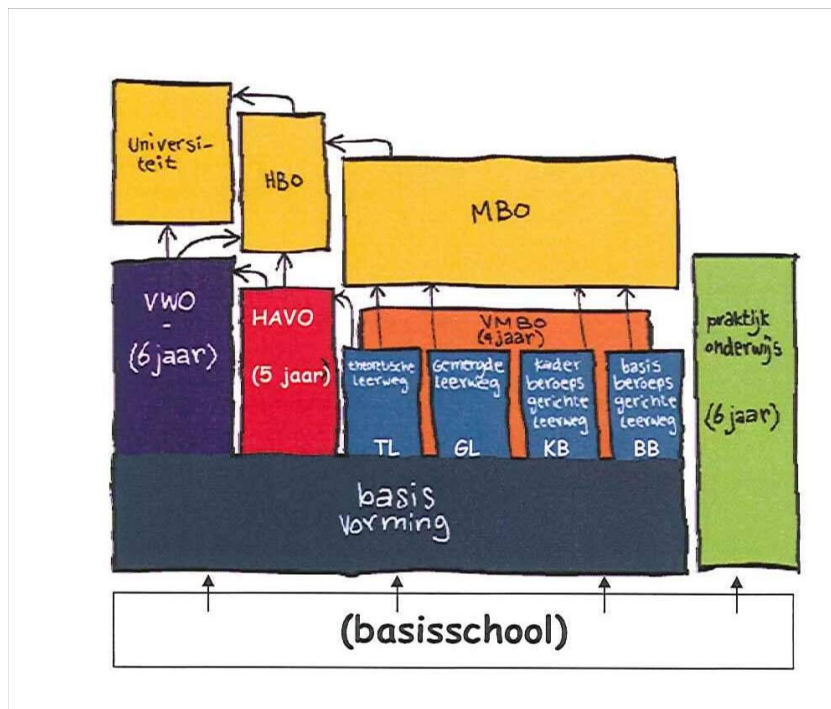 Universi-
teit
HBO
MBO
VWO
-
(6 jaar)
HAVO
(5 jaar)
VMBO
(4 jaar)
theoretische
leerweg
TL
Gemengde
leerweg
GL
kader
beroeps
gerichte
leerweg
KB
basis
beroeps
gerichte
leerweg
BB
praktijk
onderwijs
(6 jaar)
basis
vorming
(basisschool)